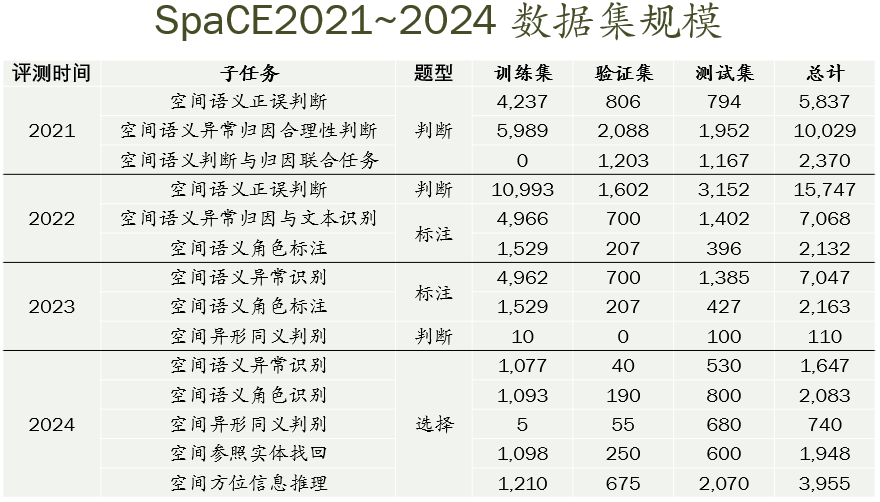 SpaCE2021~2024 数据集规模
评测时间 子任务 题型 训练集 验证集 测试集 总计
2021 空间语义正误判断 判断 4,237 806 794 5,837
空间语义异常归因合理性判断 5,989 2,088 1,952 10,029
空间语义判断与归因联合任务 0 1,203 1,167 2,370
2022 空间语义正误判断 判断 10,993 1,602 3,152 15,747
空间语义异常归因与文本识别 标注 4,966 700 1,402 7,068
空间语义角色标注 1,529 207 396 2,132
2023 空间语义异常识别 标注 4,962 700 1,385 7,047
空间语义角色标注 1,529 207 427 2,163
空间异形同义判别 判断 10 0 100 110
2024 空间语义异常识别 选择 1,077 40 530 1,647
空间语义角色识别 1,093 190 800 2,083
空间异形同义判别 5 55 680 740
空间参照实体找回 1,098 250 600 1,948
空间方位信息推理 1,210 675 2,070 3,955